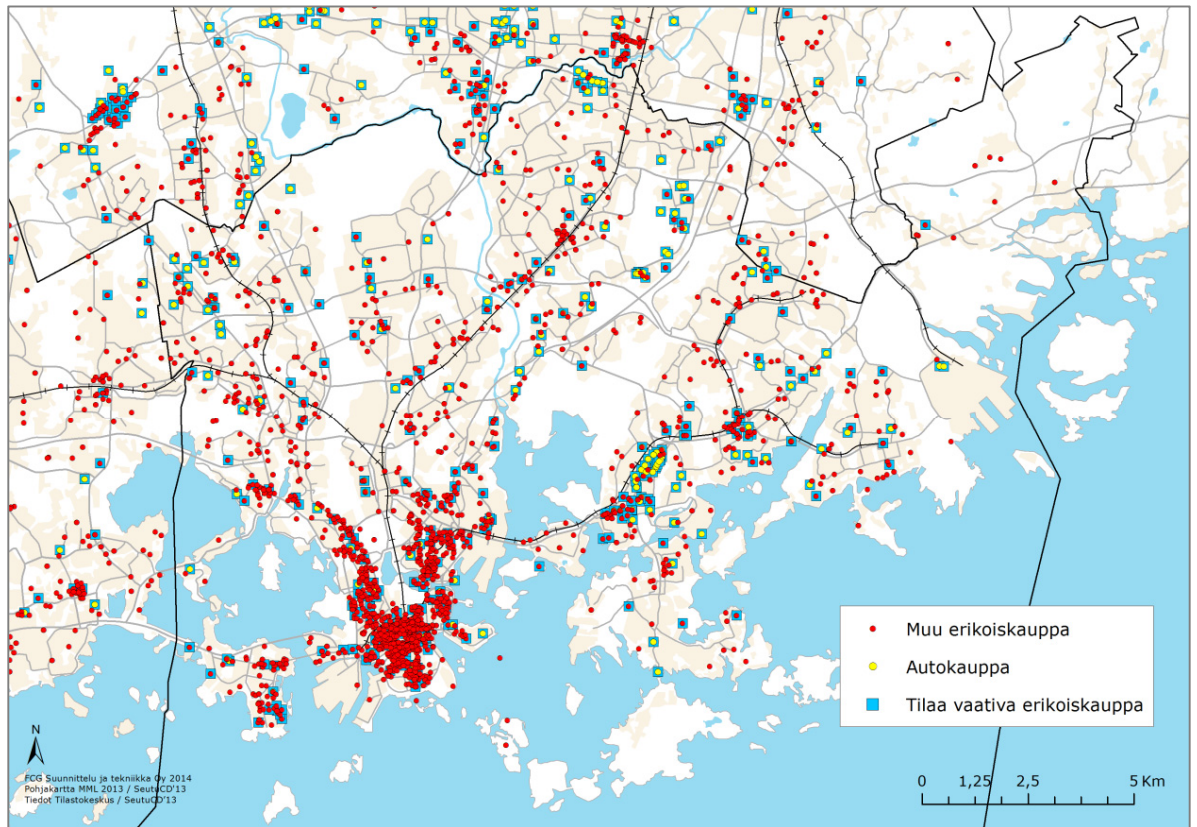 Muu erikoiskauppa
Autokauppa
Tilaa vaativa erikoiskauppa
N
FCG Suunnittelu ja tekniikka Oy 2014
Pohjakartta MML 2013 / SeutuCD'13
Tiedot Tilastokeskus / SeutuCD'13
0 1,25 2,5 5 Km